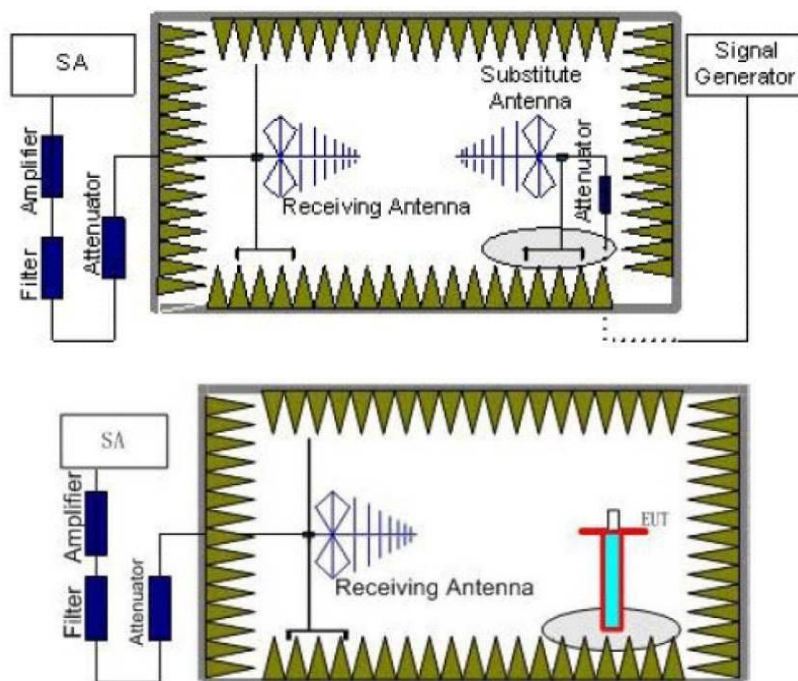 SA
Signal
Generator
Substitute
Antenna
Amplifier
Attenuator
Attenuator
Filter
Receiving Antenna
SA
Amplifier
EUT
Filter
Attenuator
Receiving Antenna